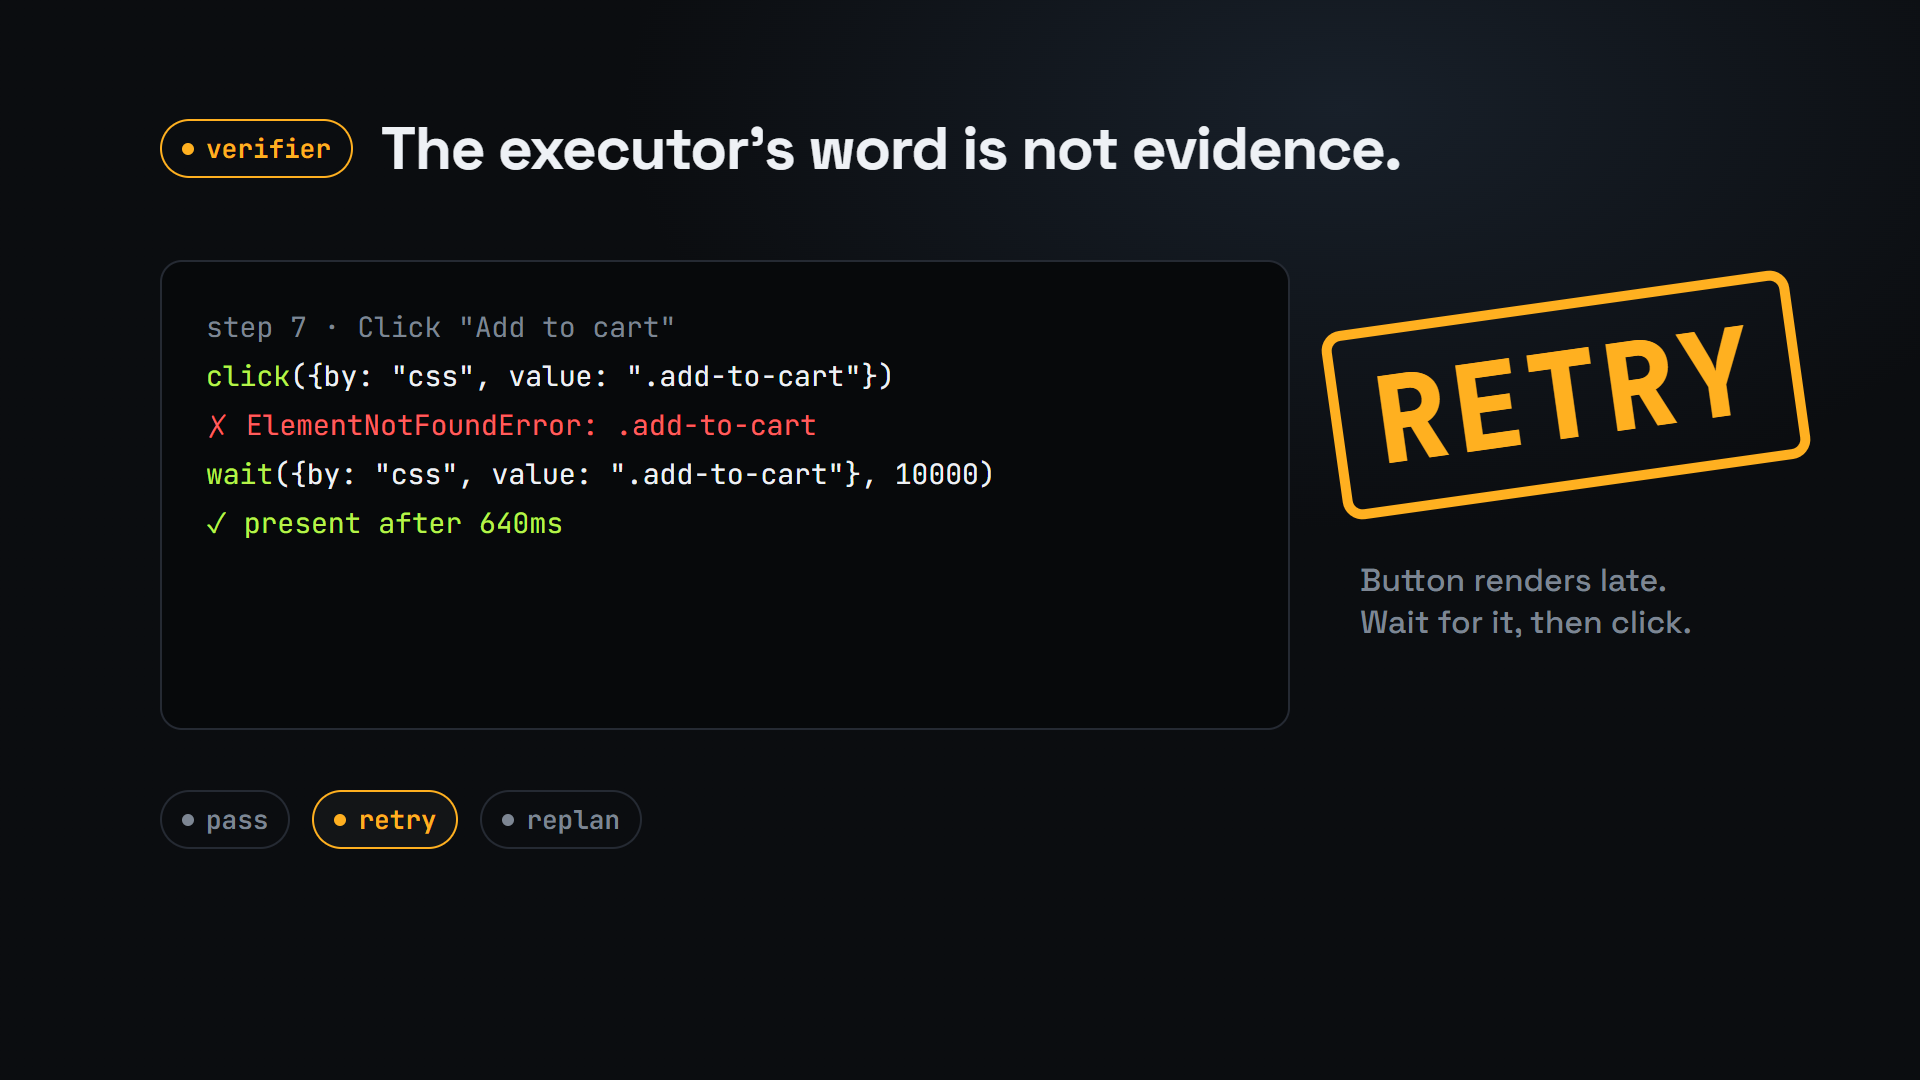 verifier
The executor’s word is not evidence.
step 7 · Click "Add to cart"
click({by: "css", value: ".add-to-cart"})
✗ ElementNotFoundError: .add-to-cart
wait({by: "css", value: ".add-to-cart"}, 10000)
✓ present after 640ms
RETRY
Button renders late.
Wait for it, then click.
pass
retry
replan